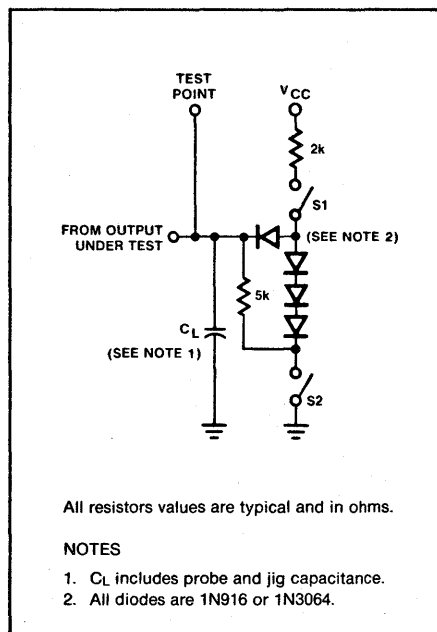 TEST
POINT
VCC
2k
S1
FROM OUTPUT
UNDER TEST
(SEE NOTE 2)
5k
CL
(SEE NOTE 1)
S2
All resistors values are typical and in ohms.
NOTES
1. CL includes probe and jig capacitance.
2. All diodes are 1N916 or 1N3064.